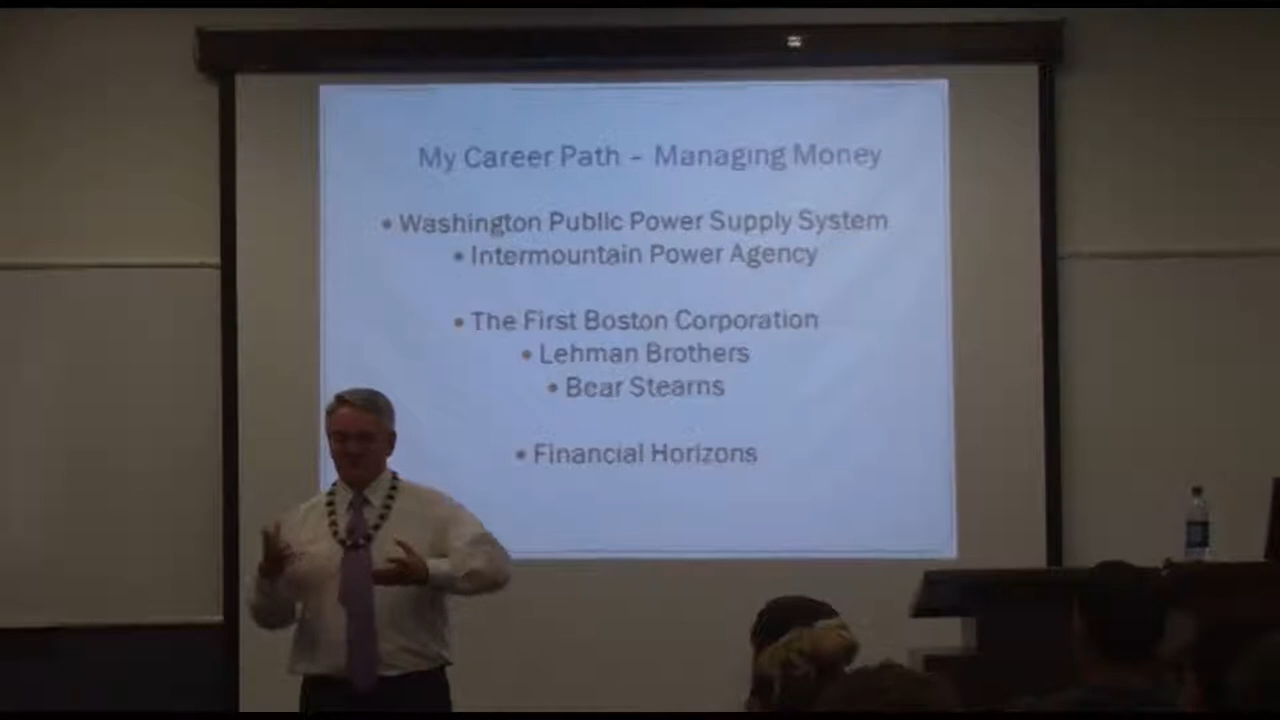 My Career Path - Managing Money
• Washington Public Power Supply System
• Intermountain Power Agency
• The First Boston Corporation
• Lehman Brothers
• Bear Stearns
• Financial Horizons